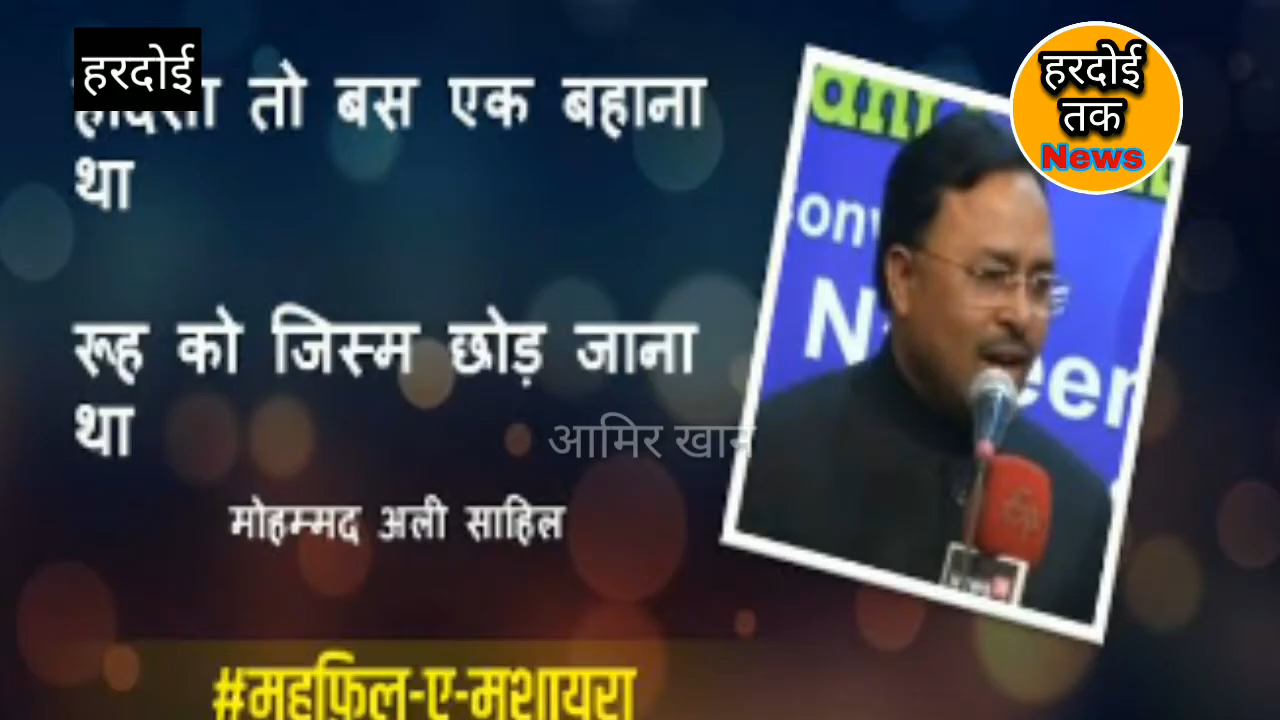 हरदोई
तो बस एक बहाना
था
रूह को जिस्म छोड़ जाना
था
आमिर खान
मोहम्मद अली साहिल
#महफ़िल-ए-मशायरा
हरदोई
तक
News